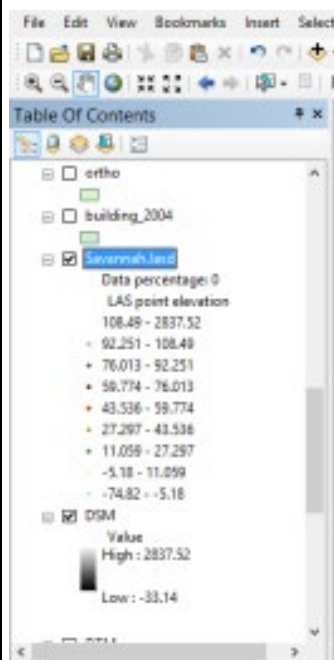 File Edit View Bookmarks Insert Select
Table Of Contents
ortho
building_2004
Savannah.lasd
Data percentage: 0
LAS point elevation
108.49 - 2837.52
92.251 - 108.49
76.013 - 92.251
59.774 - 76.013
43.536 - 59.774
27.297 - 43.536
11.059 - 27.297
-5.18 - 11.059
-74.82 - -5.18
DSM
Value
High : 2837.52
Low : -33.14